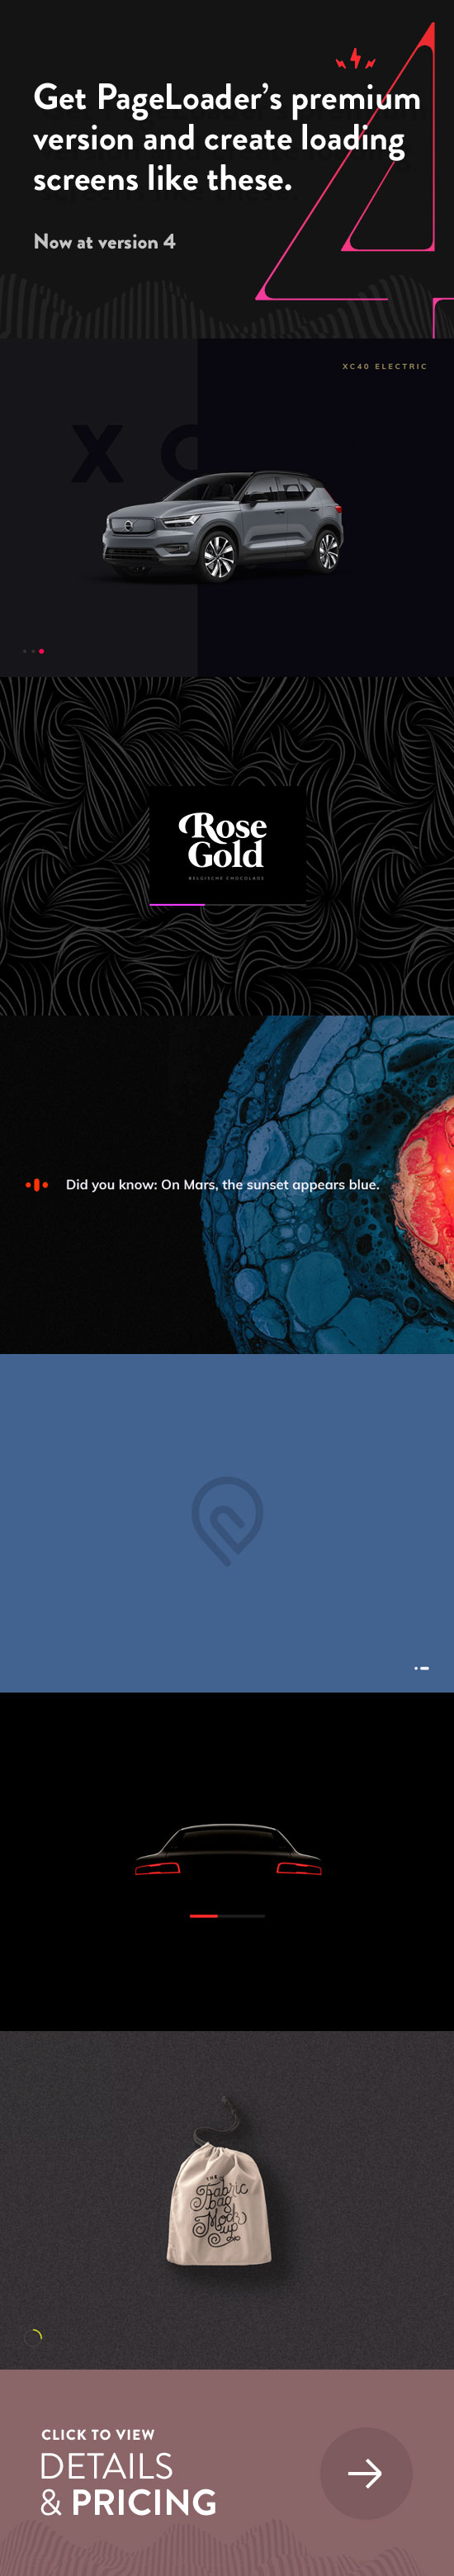 Get PageLoader’s premium
version and create loading
screens like these.
Now at version 4
XC40 ELECTRIC
X C
Rose
Gold
BELGISCHE CHOCOLADE
Did you know: On Mars, the sunset appears blue.
THE
Fabric
bag
Mock
up
CLICK TO VIEW
DETAILS
& PRICING